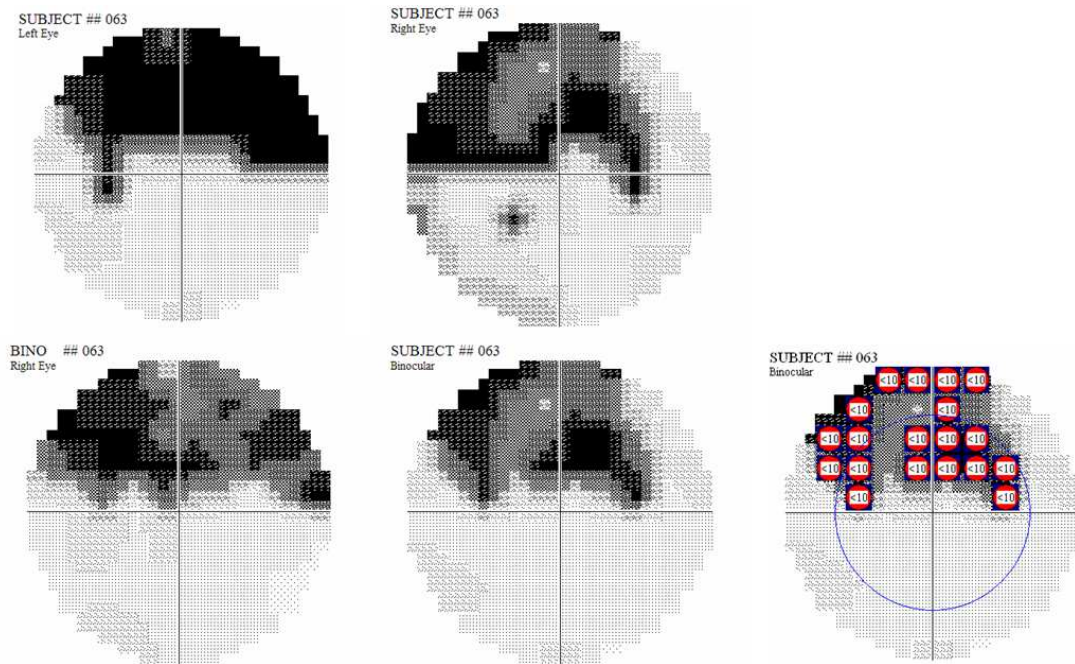 SUBJECT ## 063
Left Eye
SUBJECT ## 063
Right Eye
BINO ## 063
Right Eye
SUBJECT ## 063
Binocular
SUBJECT ## 063
Binocular
<10 <10 <10 <10
<10 <10
<10 <10 <10 <10 <10
<10 <10 <10 <10 <10 <10
<10 <10